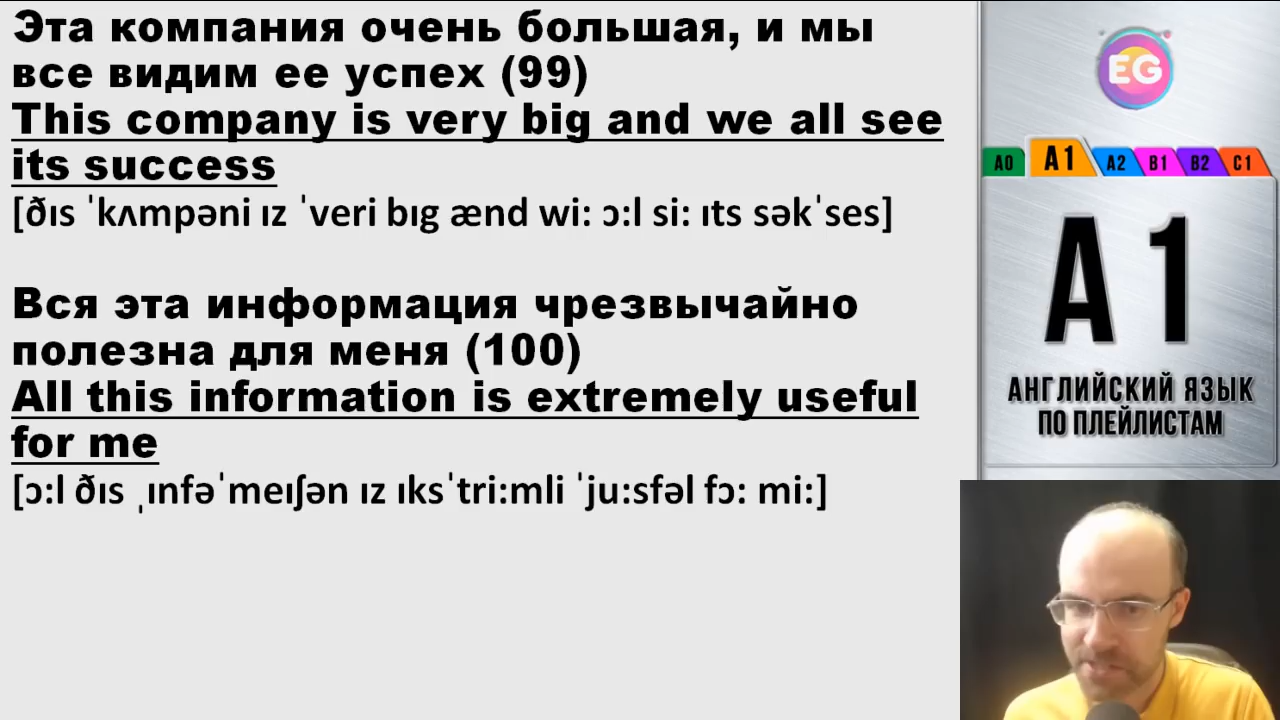 Эта компания очень большая, и мы
все видим ее успех (99)
This company is very big and we all see
its success
[ðɪs ˈkʌmpəni ɪz ˈveri bɪg ænd wi: ɔ:l si: ɪts səkˈses]
Вся эта информация чрезвычайно
полезна для меня (100)
All this information is extremely useful
for me
[ɔ:l ðɪs ˌɪnfəˈmeɪʃən ɪz ɪksˈtri:mli ˈju:sfəl fɔ: mi:]
EG
A0 A1 A2 B1 B2 C1
A1
АНГЛИЙСКИЙ ЯЗЫК
ПО ПЛЕЙЛИСТАМ